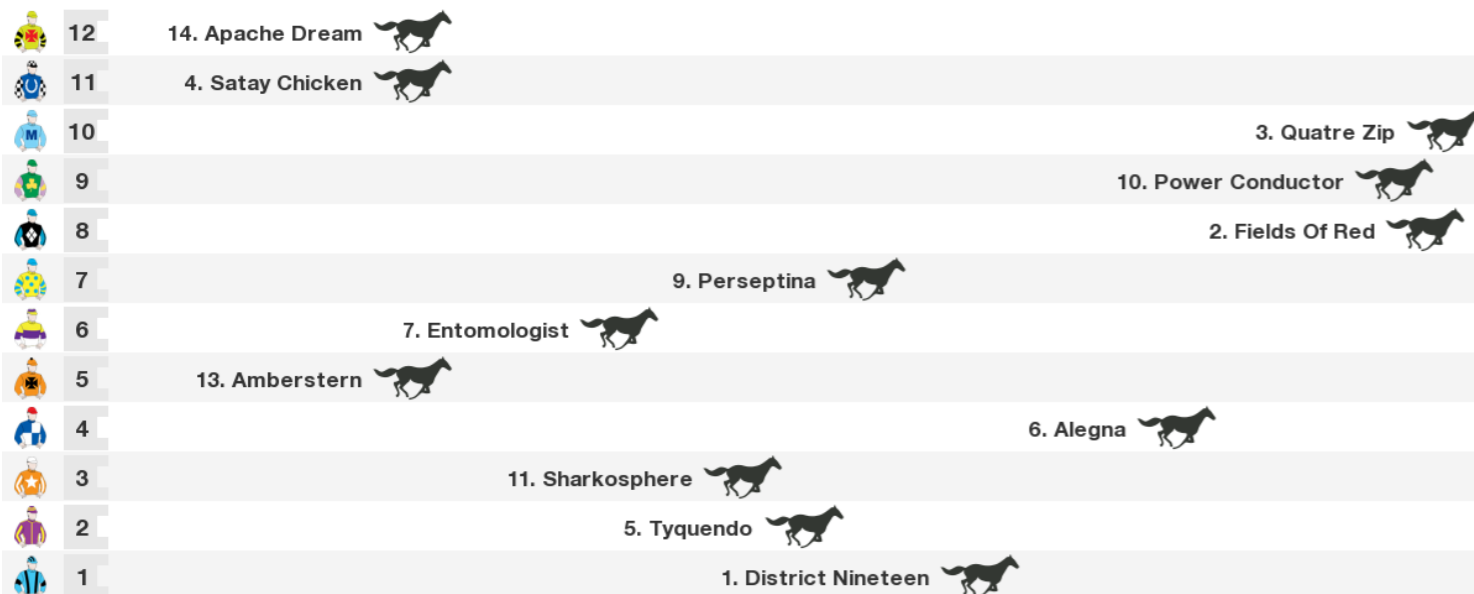 12 14. Apache Dream
11 4. Satay Chicken
M 10 3. Quatre Zip
9 10. Power Conductor
8 2. Fields Of Red
7 9. Perseptina
6 7. Entomologist
5 13. Amberstern
4 6. Alegna
3 11. Sharkosphere
2 5. Tyquendo
1 1. District Nineteen